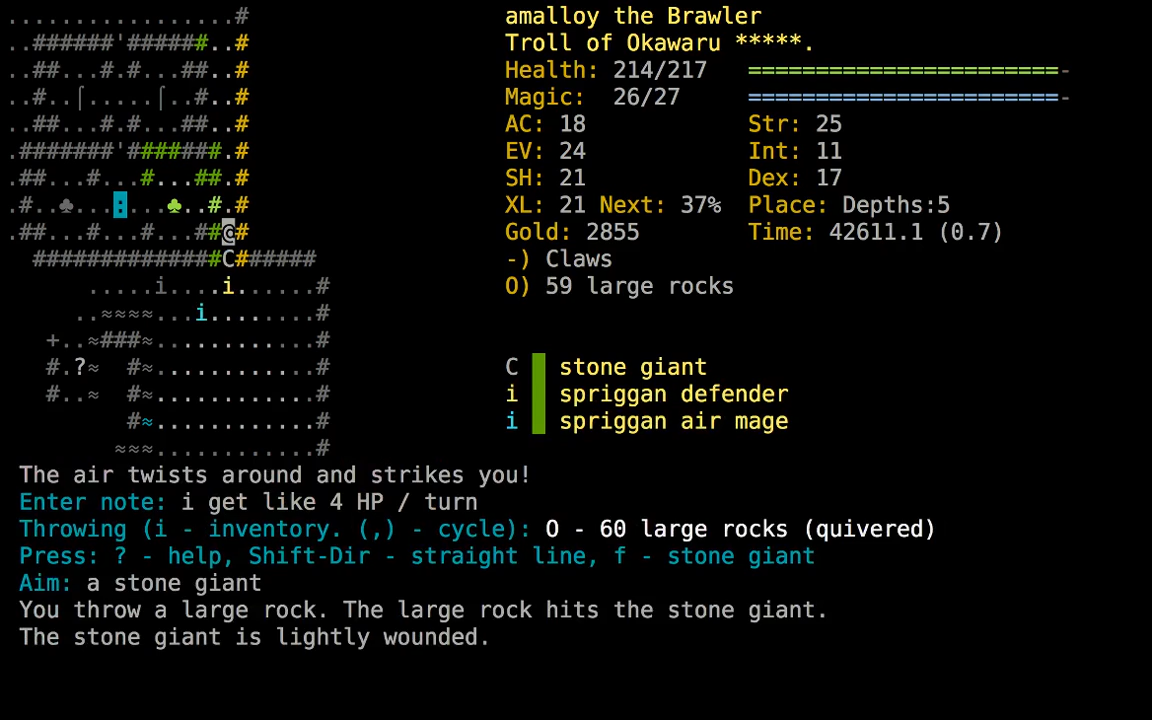 ..................#
..######'######..#   amalloy the Brawler
Troll of Okawaru *****.
Health: 214/217 =======================-
Magic: 26/27 =======================-
AC: 18 Str: 25
EV: 24 Int: 11
SH: 21 Dex: 17
XL: 21 Next: 37% Place: Depths:5
Gold: 2855 Time: 42611.1 (0.7)
-) Claws
O) 59 large rocks
C stone giant
i spriggan defender
i spriggan air mage
The air twists around and strikes you!
Enter note: i get like 4 HP / turn
Throwing (i - inventory. (,) - cycle): O - 60 large rocks (quivered)
Press: ? - help, Shift-Dir - straight line, f - stone giant
Aim: a stone giant
You throw a large rock. The large rock hits the stone giant.
The stone giant is lightly wounded.